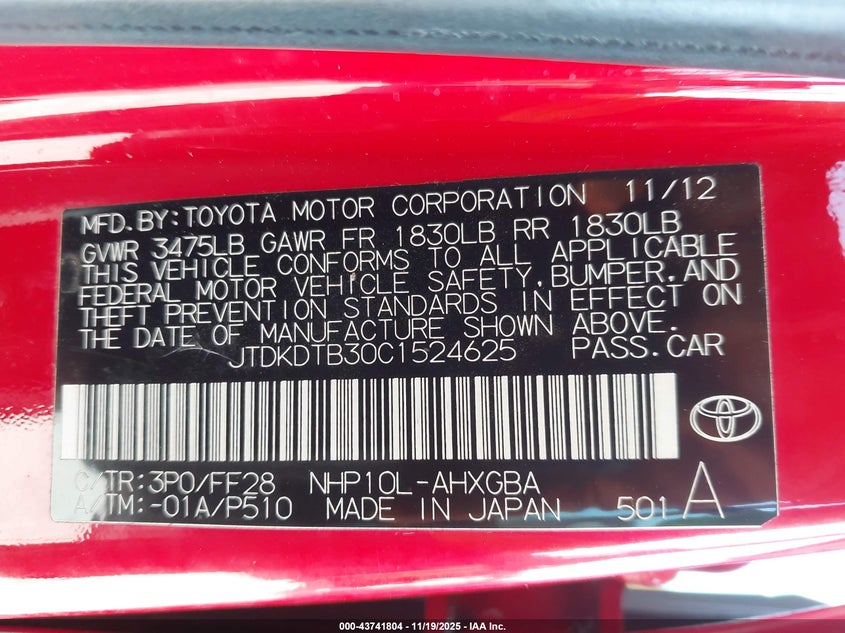 MFD.BY:TOYOTA MOTOR CORPORATION 11/12
GVWR 3475LB GAWR FR 1830LB RR 1830LB
THIS VEHICLE CONFORMS TO ALL APPLICABLE
FEDERAL MOTOR VEHICLE SAFETY,BUMPER,AND
THEFT PREVENTION STANDARDS IN EFFECT ON
THE DATE OF MANUFACTURE SHOWN ABOVE.
JTDKDTB30C1524625 PASS.CAR
C/TR:3P0/FF28 NHP10L-AHXGBA
A/TM:-01A/P510 MADE IN JAPAN 501 A
000-43741804 - 11/19/2025 - IAA Inc.